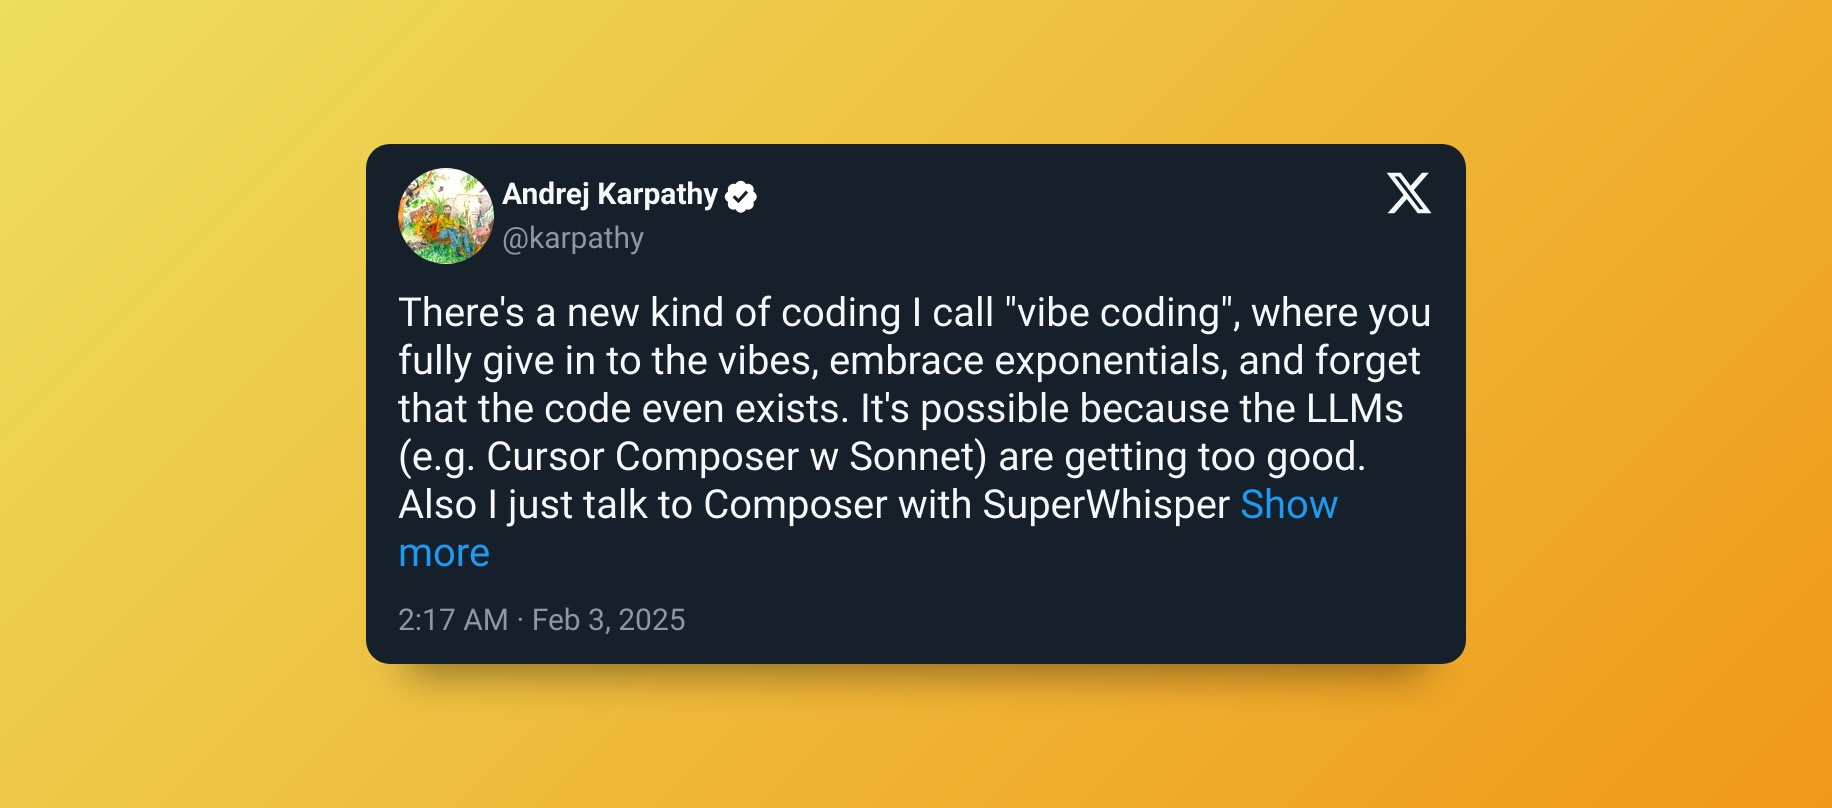 Andrej Karpathy
@karpathy
There's a new kind of coding I call "vibe coding", where you
fully give in to the vibes, embrace exponentials, and forget
that the code even exists. It's possible because the LLMs
(e.g. Cursor Composer w Sonnet) are getting too good.
Also I just talk to Composer with SuperWhisper Show
more
2:17 AM · Feb 3, 2025